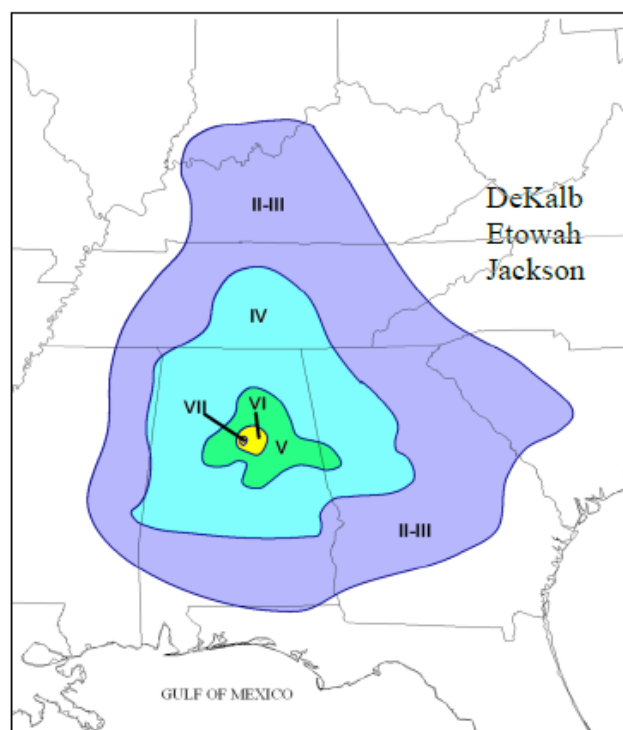 II-III
DeKalb
Etowah
Jackson
IV
VII
VI
V
II-III
GULF OF MEXICO